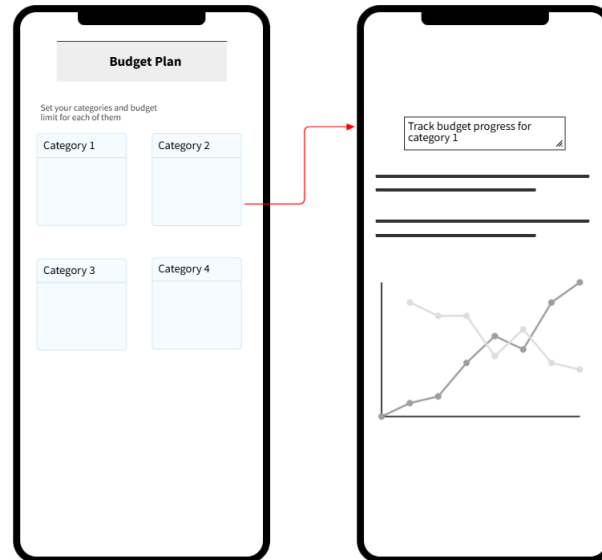 Budget Plan
Set your categories and budget
limit for each of them
Category 1
Category 2
Category 3
Category 4
Track budget progress for
category 1